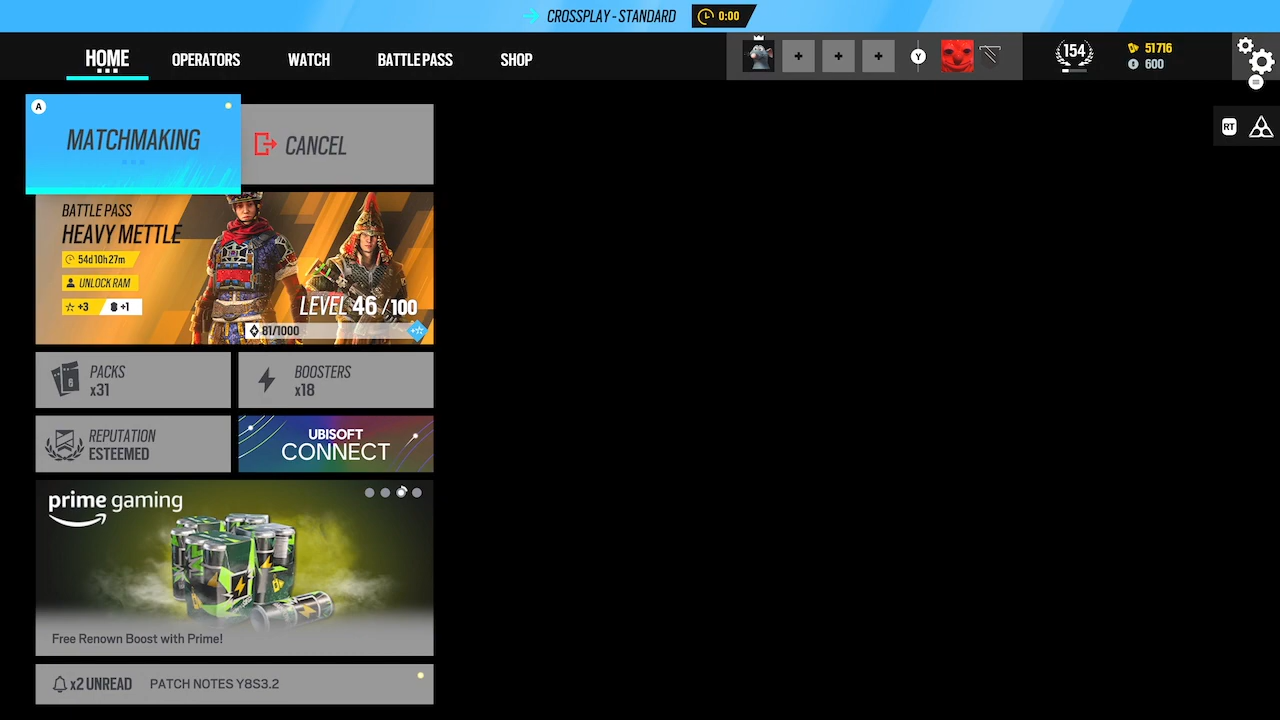 CROSSPLAY - STANDARD
0:00
HOME
OPERATORS
WATCH
BATTLE PASS
SHOP
Y
154
51716
600
A
MATCHMAKING
CANCEL
RT
BATTLE PASS
HEAVY METTLE
54d10h27m
UNLOCK RAM
+3
+1
LEVEL 46 /100
81/1000
PACKS
x31
BOOSTERS
x18
REPUTATION
ESTEEMED
UBISOFT
CONNECT
prime gaming
Free Renown Boost with Prime!
x2 UNREAD
PATCH NOTES Y8S3.2